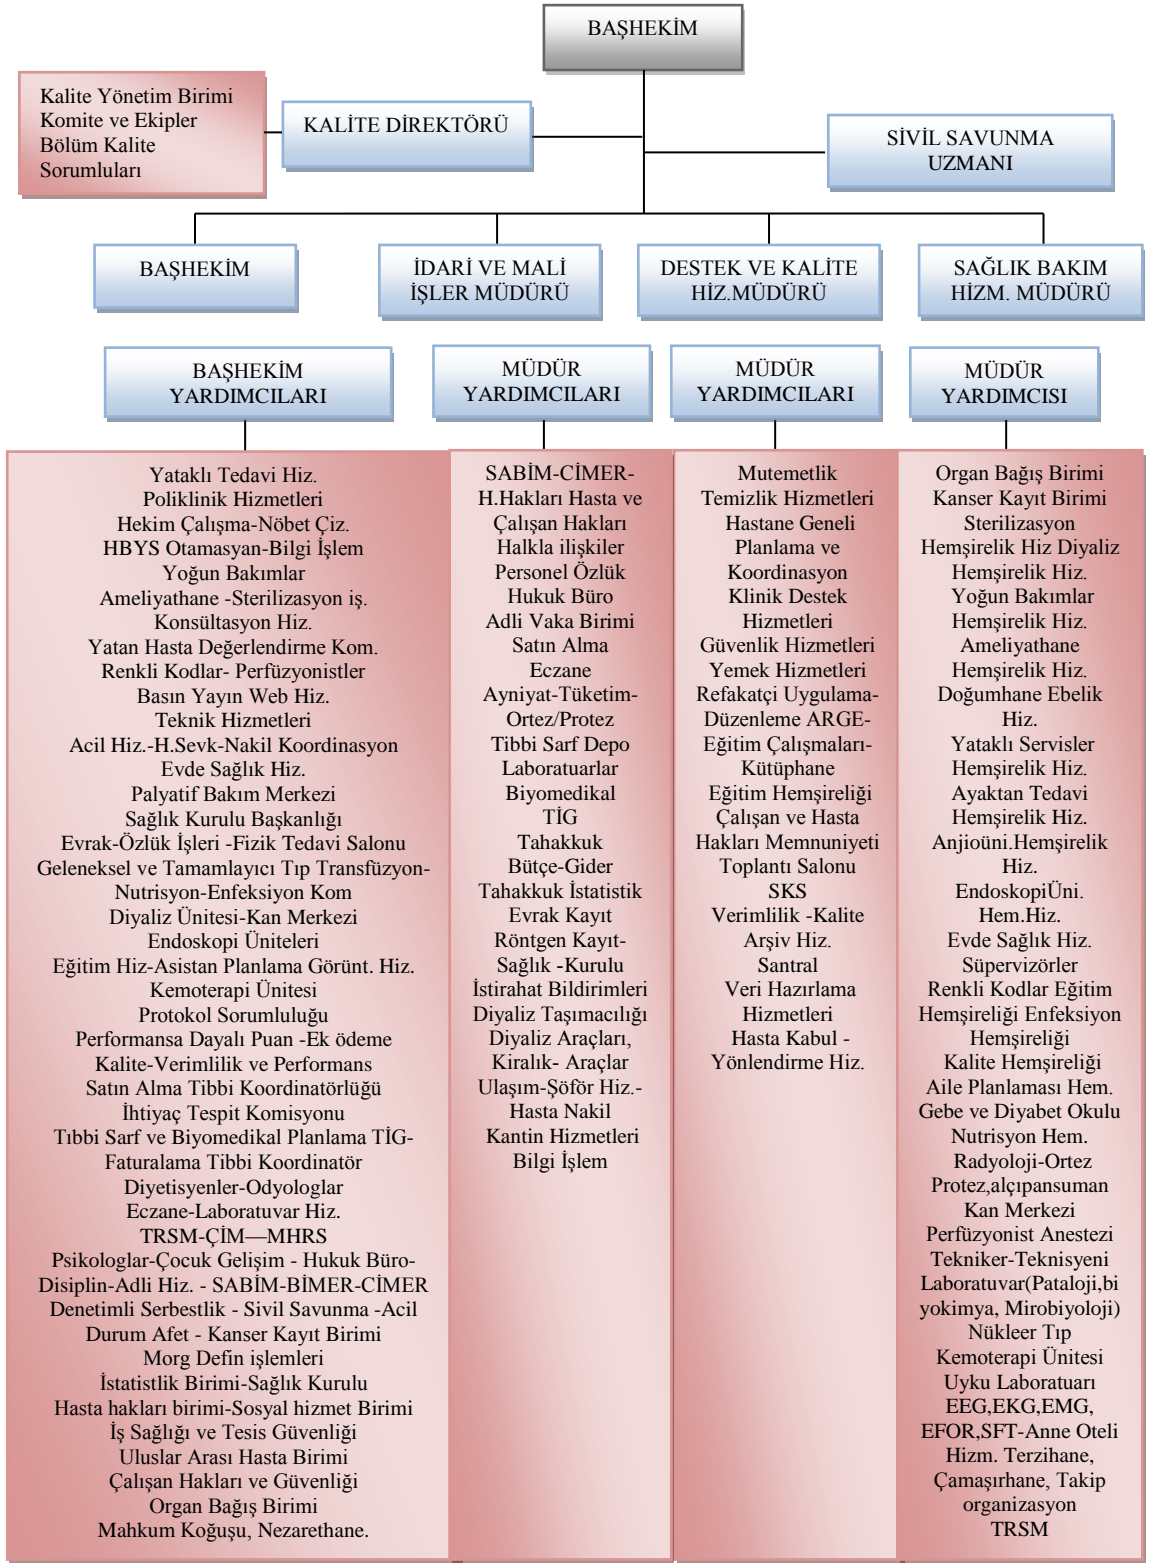 BAŞHEKİM
Kalite Yönetim Birimi
Komite ve Ekipler
Bölüm Kalite
Sorumluları
KALİTE DİREKTÖRÜ
SİVİL SAVUNMA
UZMANI
BAŞHEKİM
İDARİ VE MALİ
İŞLER MÜDÜRÜ
DESTEK VE KALİTE
HİZ.MÜDÜRÜ
SAĞLIK BAKIM
HİZM. MÜDÜRÜ
BAŞHEKİM
YARDIMCILARI
MÜDÜR
YARDIMCILARI
MÜDÜR
YARDIMCILARI
MÜDÜR
YARDIMCISI
Yataklı Tedavi Hiz.
Poliklinik Hizmetleri
Hekim Çalışma-Nöbet Çiz.
HBYS Otamasyan-Bilgi İşlem
Yoğun Bakımlar
Ameliyathane -Sterilizasyon iş.
Konsültasyon Hiz.
Yatan Hasta Değerlendirme Kom.
Renkli Kodlar- Perfüzyonistler
Basın Yayın Web Hiz.
Teknik Hizmetleri
Acil Hiz.-H.Sevk-Nakil Koordinasyon
Evde Sağlık Hiz.
Palyatif Bakım Merkezi
Sağlık Kurulu Başkanlığı
Evrak-Özlük İşleri -Fizik Tedavi Salonu
Geleneksel ve Tamamlayıcı Tıp Transfüzyon-
Nutrisyon-Enfeksiyon Kom
Diyaliz Ünitesi-Kan Merkezi
Endoskopi Üniteleri
Eğitim Hiz-Asistan Planlama Görünt. Hiz.
Kemoterapi Ünitesi
Protokol Sorumluluğu
Performansa Dayalı Puan -Ek ödeme
Kalite-Verimlilik ve Performans
Satın Alma Tibbi Koordinatörlüğü
İhtiyaç Tespit Komisyonu
Tıbbi Sarf ve Biyomedikal Planlama TİG-
Faturalama Tibbi Koordinatör
Diyetisyenler-Odyologlar
Eczane-Laboratuvar Hiz.
TRSM-ÇİM—MHRS
Psikologlar-Çocuk Gelişim - Hukuk Büro-
Disiplin-Adli Hiz. - SABİM-BİMER-CİMER
Denetimli Serbestlik - Sivil Savunma -Acil
Durum Afet - Kanser Kayıt Birimi
Morg Defin işlemleri
İstatistlik Birimi-Sağlık Kurulu
Hasta hakları birimi-Sosyal hizmet Birimi
İş Sağlığı ve Tesis Güvenliği
Uluslar Arası Hasta Birimi
Çalışan Hakları ve Güvenliği
Organ Bağış Birimi
Mahkum Koğuşu, Nezarethane.
SABİM-CİMER-
H.Hakları Hasta ve
Çalışan Hakları
Halkla ilişkiler
Personel Özlük
Hukuk Büro
Adli Vaka Birimi
Satın Alma
Eczane
Ayniyat-Tüketim-
Ortez/Protez
Tibbi Sarf Depo
Laboratuarlar
Biyomedikal
TİG
Tahakkuk
Bütçe-Gider
Tahakkuk İstatistik
Evrak Kayıt
Röntgen Kayıt-
Sağlık -Kurulu
İstirahat Bildirimleri
Diyaliz Taşımacılığı
Diyaliz Araçları,
Kiralık- Araçlar
Ulaşım-Şöför Hiz.-
Hasta Nakil
Kantin Hizmetleri
Bilgi İşlem
Mutemetlik
Temizlik Hizmetleri
Hastane Geneli
Planlama ve
Koordinasyon
Klinik Destek
Hizmetleri
Güvenlik Hizmetleri
Yemek Hizmetleri
Refakatçi Uygulama-
Düzenleme ARGE-
Eğitim Çalışmaları-
Kütüphane
Eğitim Hemşireliği
Çalışan ve Hasta
Hakları Memnuniyeti
Toplantı Salonu
SKS
Verimlilik -Kalite
Arşiv Hiz.
Santral
Veri Hazırlama
Hizmetleri
Hasta Kabul -
Yönlendirme Hiz.
Organ Bağış Birimi
Kanser Kayıt Birimi
Sterilizasyon
Hemşirelik Hiz Diyaliz
Hemşirelik Hiz.
Yoğun Bakımlar
Hemşirelik Hiz.
Ameliyathane
Hemşirelik Hiz.
Doğumhane Ebelik
Hiz.
Yataklı Servisler
Hemşirelik Hiz.
Ayaktan Tedavi
Hemşirelik Hiz.
Anjioüni.Hemşirelik
Hiz.
EndoskopiÜni.
Hem.Hiz.
Evde Sağlık Hiz.
Süpervizörler
Renkli Kodlar Eğitim
Hemşireliği Enfeksiyon
Hemşireliği
Kalite Hemşireliği
Aile Planlaması Hem.
Gebe ve Diyabet Okulu
Nutrisyon Hem.
Radyoloji-Ortez
Protez,alçıpansuman
Kan Merkezi
Perfüzyonist Anestezi
Tekniker-Teknisyeni
Laboratuvar(Pataloji,bi
yokimya, Mirobiyoloji)
Nükleer Tıp
Kemoterapi Ünitesi
Uyku Laboratuarı
EEG,EKG,EMG,
EFOR,SFT-Anne Oteli
Hizm. Terzihane,
Çamaşırhane, Takip
organizasyon
TRSM